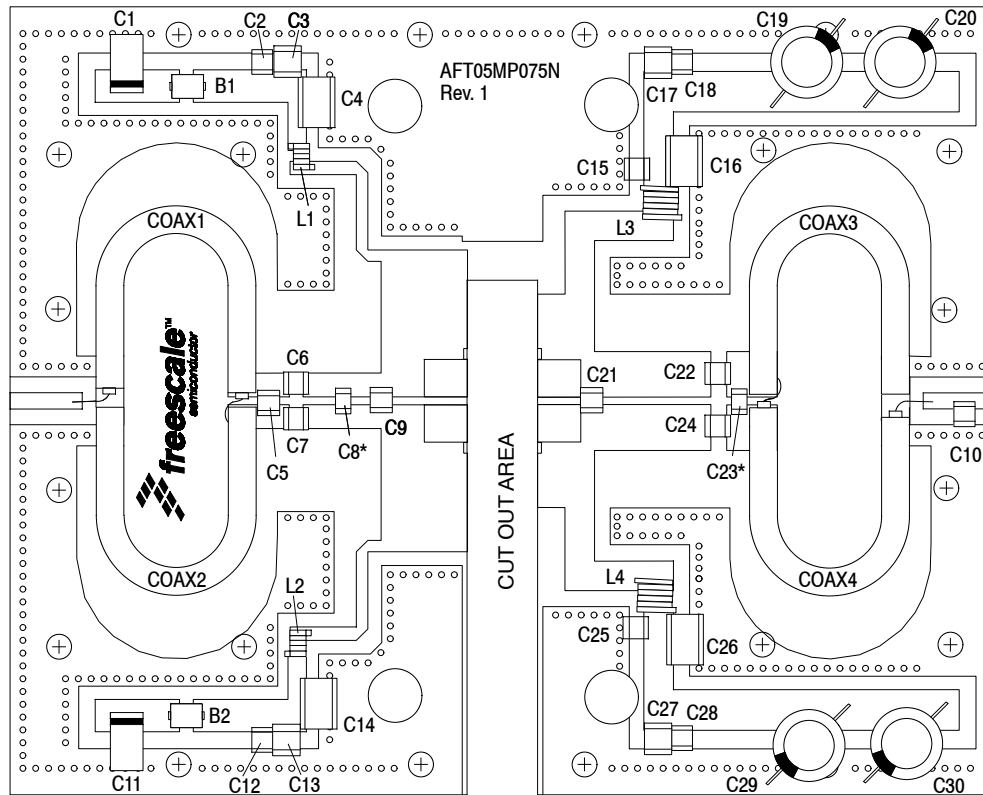 C1
C2
C3
C19
C20
B1
C4
AFT05MP075N
Rev. 1
C17
C18
L1
C15
C16
L3
COAX1
COAX3
freescale™
semiconductor
C6
C21
C22
C5
C7
C8*
C9
C24
C23*
C10
CUT OUT AREA
COAX2
COAX4
L2
L4
C25
C26
B2
C14
C27
C28
C11
C12
C13
C29
C30